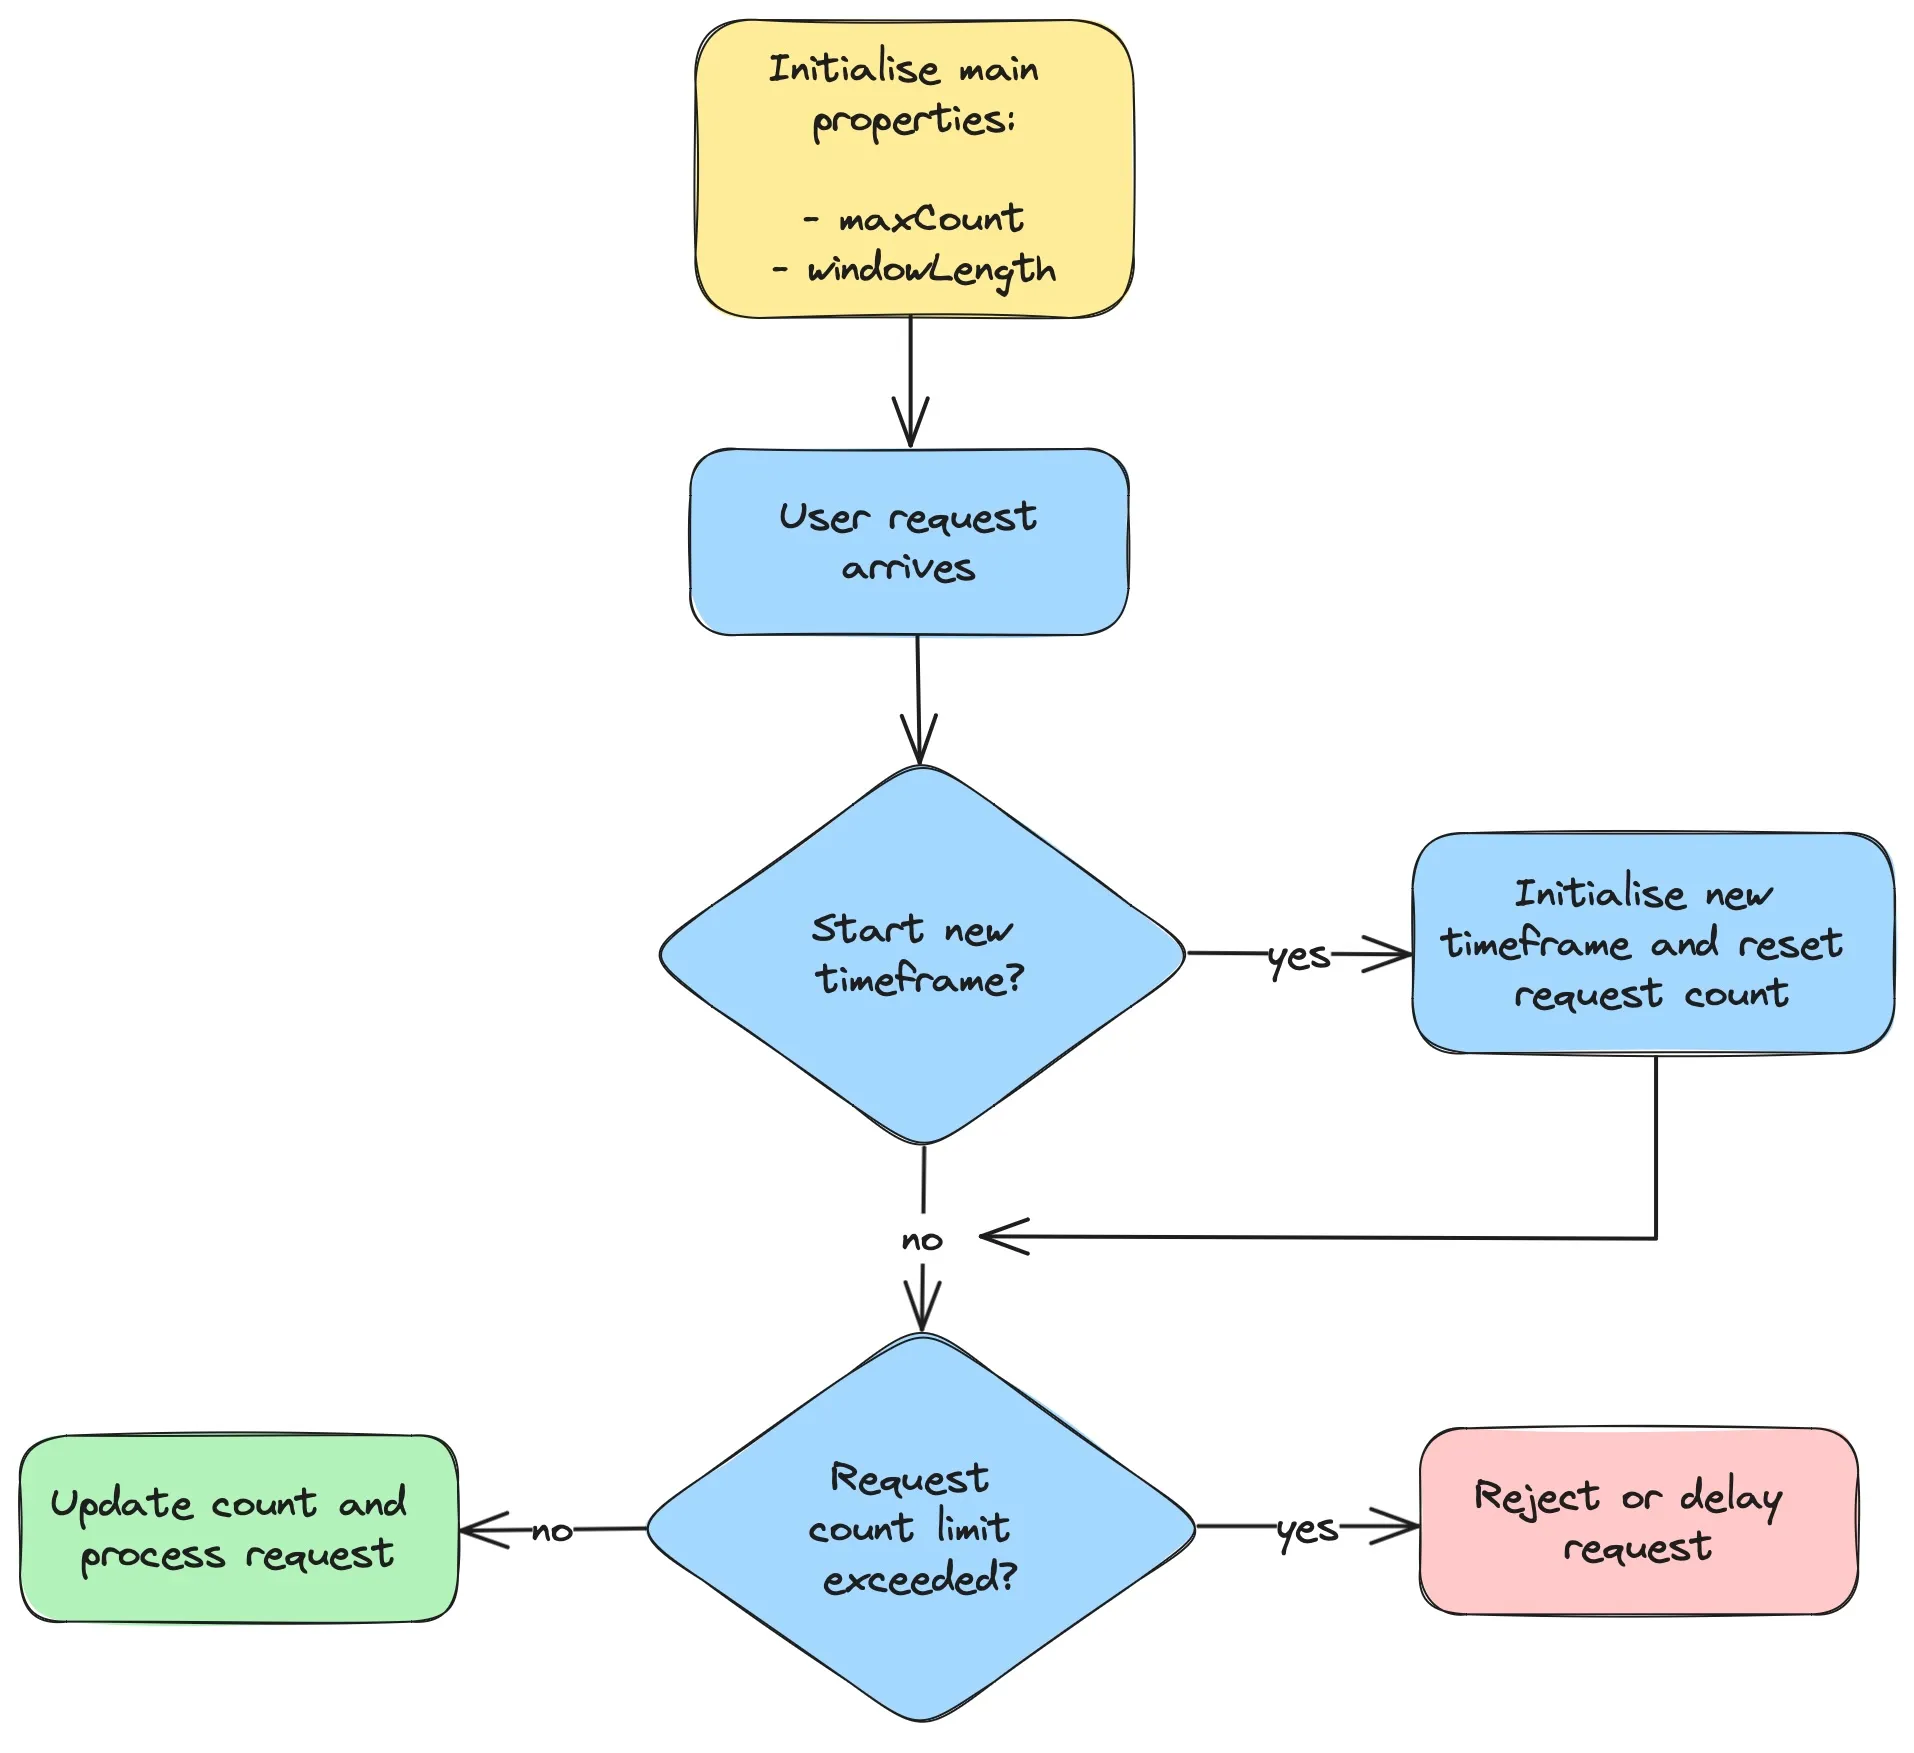 Initialise main
properties:
- maxCount
- windowLength
User request
arrives
Start new
timeframe?
yes
Initialise new
timeframe and reset
request count
no
Request
count limit
exceeded?
no
Update count and
process request
yes
Reject or delay
request